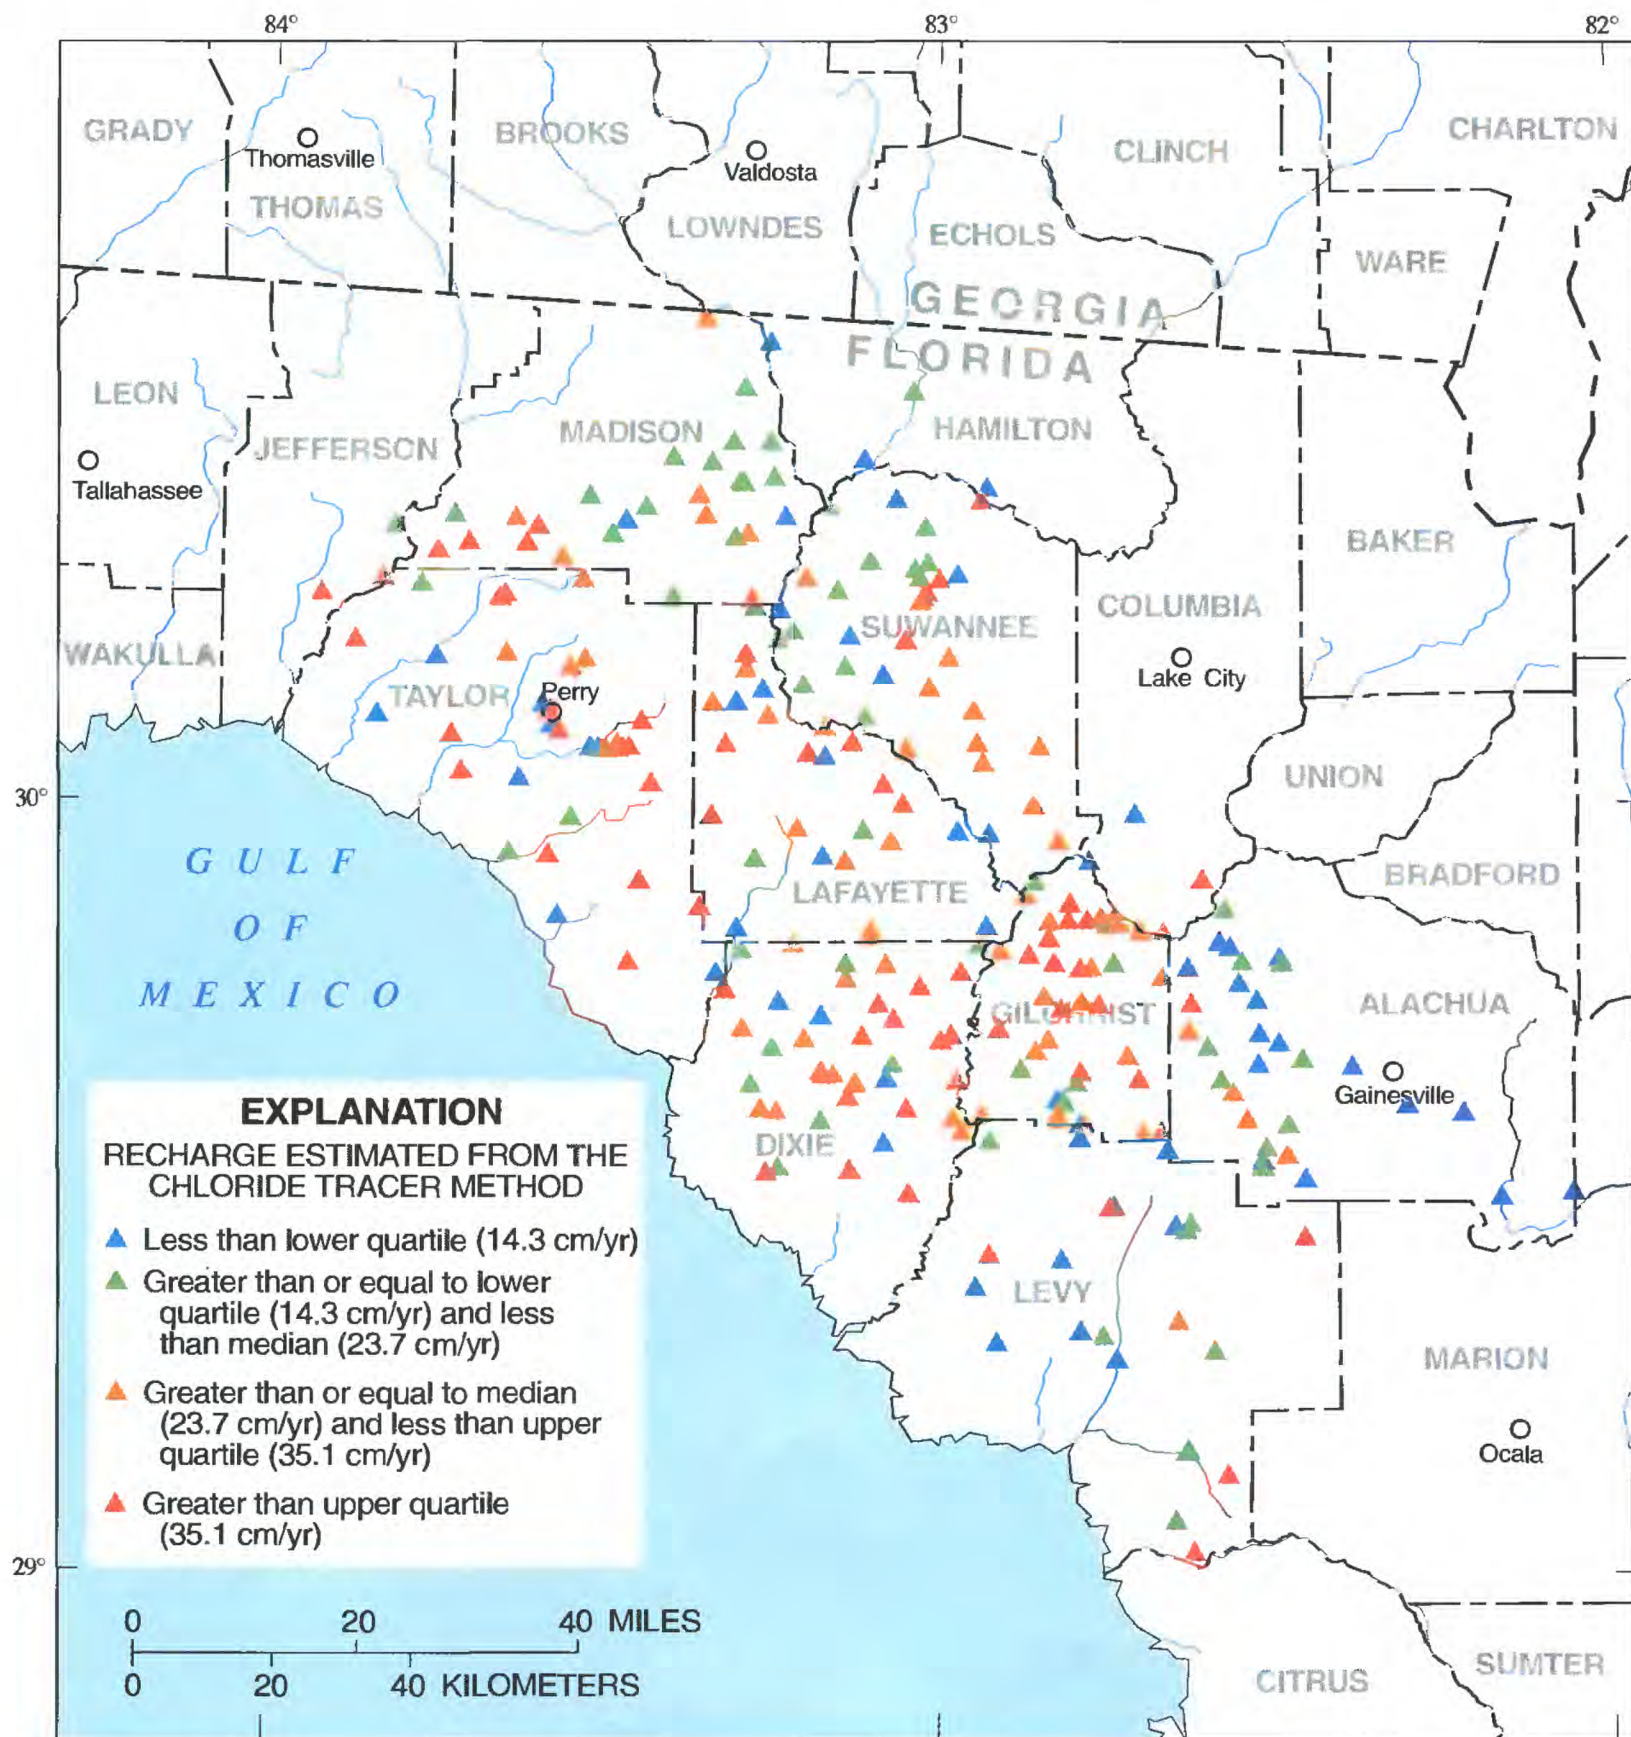 84°
83°
82°
GRADY
Thomasville
THOMAS
BROOKS
Valdosta
LOWNDES
ECHOLS
CLINCH
CHARLTON
WARE
GEORGIA
FLORIDA
LEON
Tallahassee
JEFFERSON
MADISON
HAMILTON
BAKER
COLUMBIA
SUWANNEE
WAKULLA
TAYLOR
Perry
Lake City
UNION
30°
BRADFORD
LAFAYETTE
GULF
OF
MEXICO
GILCHRIST
ALACHUA
Gainesville
DIXIE
LEVY
MARION
Ocala
29°
CITRUS
SUMTER
EXPLANATION
RECHARGE ESTIMATED FROM THE
CHLORIDE TRACER METHOD
Less than lower quartile (14.3 cm/yr)
Greater than or equal to lower
quartile (14.3 cm/yr) and less
than median (23.7 cm/yr)
Greater than or equal to median
(23.7 cm/yr) and less than upper
quartile (35.1 cm/yr)
Greater than upper quartile
(35.1 cm/yr)
0 20 40 MILES
0 20 40 KILOMETERS